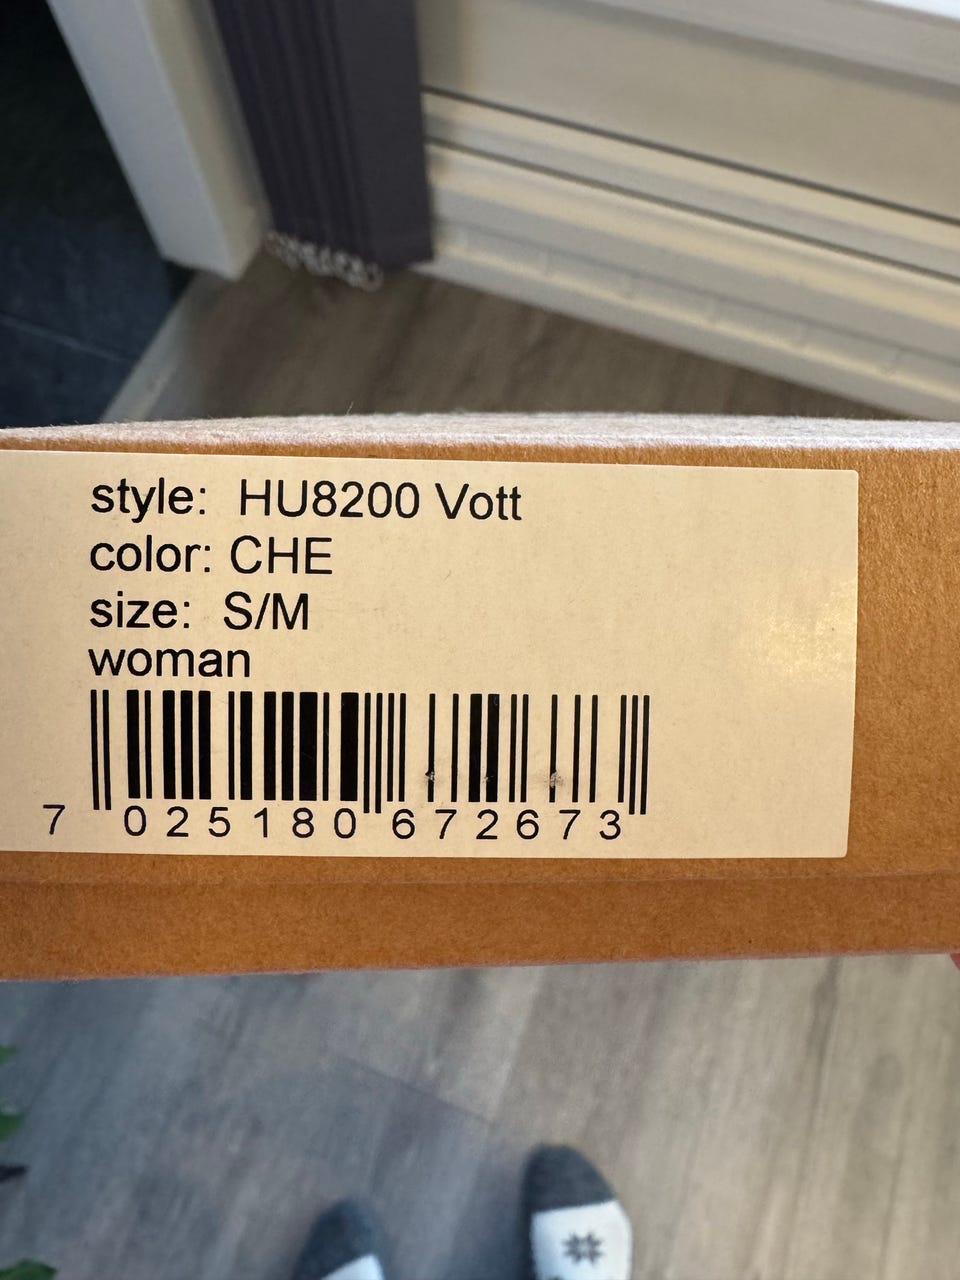 style: HU8200 Vott
color: CHE
size: S/M
woman
7 025180 672673